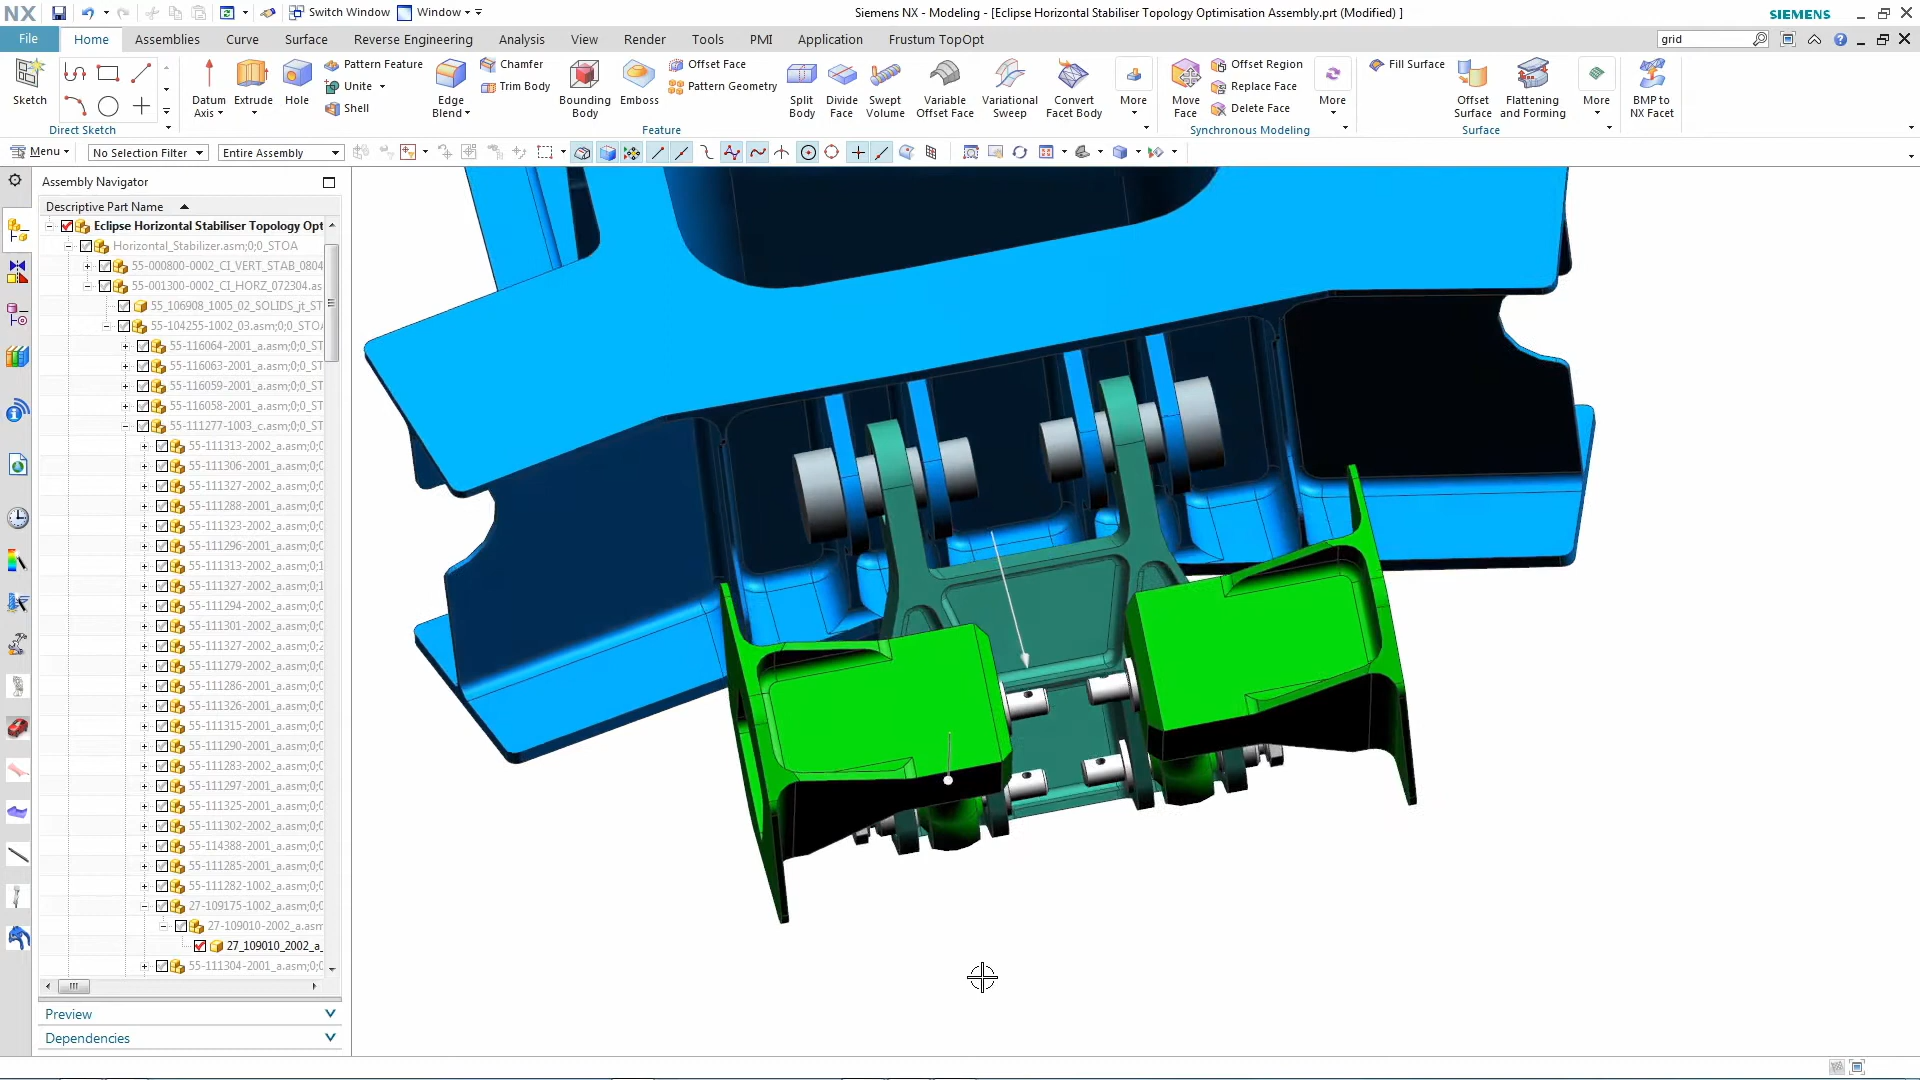 NX
Switch Window
Window
Siemens NX - Modeling - [Eclipse Horizontal Stabiliser Topology Optimisation Assembly.prt (Modified) ]
SIEMENS
File
Home
Assemblies
Curve
Surface
Reverse Engineering
Analysis
View
Render
Tools
PMI
Application
Frustum TopOpt
grid
Sketch
Direct Sketch
Datum Axis
Extrude
Hole
Pattern Feature
Unite
Shell
Edge Blend
Chamfer
Trim Body
Bounding Body
Emboss
Offset Face
Pattern Geometry
Split Body
Divide Face
Swept Volume
Variable Offset Face
Variational Sweep
Convert Facet Body
More
Feature
Move Face
Offset Region
Replace Face
Delete Face
More
Synchronous Modeling
Fill Surface
Offset Surface
Flattening and Forming
More
Surface
BMP to NX Facet
Menu
No Selection Filter
Entire Assembly
Assembly Navigator
Descriptive Part Name
Eclipse Horizontal Stabiliser Topology Opt
Horizontal_Stabilizer.asm;0;0_STOA
55-000800-0002_CI_VERT_STAB_0804
55-001300-0002_CI_HORZ_072304.as
55_106908_1005_02_SOLIDS_jt_ST
55-104255-1002_03.asm;0;0_STOA
55-116064-2001_a.asm;0;0_ST
55-116063-2001_a.asm;0;0_ST
55-116059-2001_a.asm;0;0_ST
55-116058-2001_a.asm;0;0_ST
55-111277-1003_c.asm;0;0_ST
55-111313-2002_a.asm;0;0
55-111306-2001_a.asm;0;0
55-111327-2002_a.asm;0;0
55-111288-2001_a.asm;0;0
55-111323-2002_a.asm;0;0
55-111296-2001_a.asm;0;0
55-111313-2002_a.asm;0;1
55-111327-2002_a.asm;0;1
55-111294-2002_a.asm;0;0
55-111301-2002_a.asm;0;0
55-111327-2002_a.asm;0;2
55-111279-2002_a.asm;0;0
55-111286-2001_a.asm;0;0
55-111326-2001_a.asm;0;0
55-111315-2001_a.asm;0;0
55-111290-2001_a.asm;0;0
55-111283-2002_a.asm;0;0
55-111297-2001_a.asm;0;0
55-111325-2001_a.asm;0;0
55-111302-2002_a.asm;0;0
55-114388-2001_a.asm;0;0
55-111285-2001_a.asm;0;0
55-111282-1002_a.asm;0;0
27-109175-1002_a.asm;0;0
27-109010-2002_a.asm
27_109010_2002_a_
55-111304-2001_a.asm;0;0
Preview
Dependencies